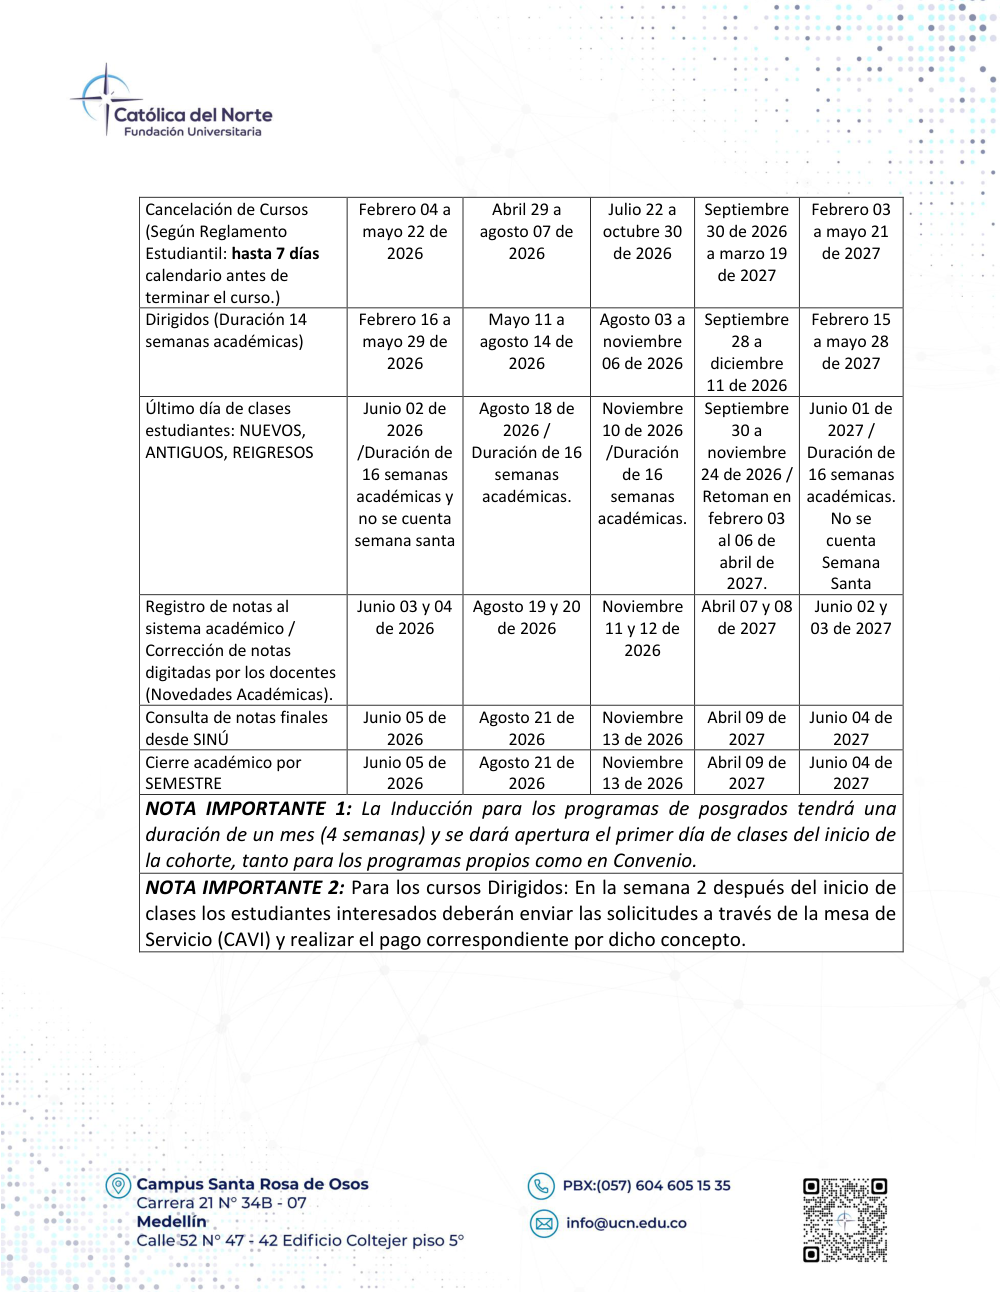 Católica del Norte
Fundación Universitaria
Cancelación de Cursos
(Según Reglamento
Estudiantil: hasta 7 días
calendario antes de
terminar el curso.)
Febrero 04 a
mayo 22 de
2026
Abril 29 a
agosto 07 de
2026
Julio 22 a
octubre 30
de 2026
Septiembre
30 de 2026
a marzo 19
de 2027
Febrero 03
a mayo 21
de 2027
Dirigidos (Duración 14
semanas académicas)
Febrero 16 a
mayo 29 de
2026
Mayo 11 a
agosto 14 de
2026
Agosto 03 a
noviembre
06 de 2026
Septiembre
28 a
diciembre
11 de 2026
Febrero 15
a mayo 28
de 2027
Último día de clases
estudiantes: NUEVOS,
ANTIGUOS, REIGRESOS
Junio 02 de
2026
/Duración de
16 semanas
académicas y
no se cuenta
semana santa
Agosto 18 de
2026 /
Duración de 16
semanas
académicas.
Noviembre
10 de 2026
/Duración
de 16
semanas
académicas.
Septiembre
30 a
noviembre
24 de 2026 /
Retoman en
febrero 03
al 06 de
abril de
2027.
Junio 01 de
2027 /
Duración de
16 semanas
académicas.
No se
cuenta
Semana
Santa
Registro de notas al
sistema académico /
Corrección de notas
digitadas por los docentes
(Novedades Académicas).
Junio 03 y 04
de 2026
Agosto 19 y 20
de 2026
Noviembre
11 y 12 de
2026
Abril 07 y 08
de 2027
Junio 02 y
03 de 2027
Consulta de notas finales
desde SINÚ
Junio 05 de
2026
Agosto 21 de
2026
Noviembre
13 de 2026
Abril 09 de
2027
Junio 04 de
2027
Cierre académico por
SEMESTRE
Junio 05 de
2026
Agosto 21 de
2026
Noviembre
13 de 2026
Abril 09 de
2027
Junio 04 de
2027
NOTA IMPORTANTE 1: La Inducción para los programas de posgrados tendrá una
duración de un mes (4 semanas) y se dará apertura el primer día de clases del inicio de
la cohorte, tanto para los programas propios como en Convenio.
NOTA IMPORTANTE 2: Para los cursos Dirigidos: En la semana 2 después del inicio de
clases los estudiantes interesados deberán enviar las solicitudes a través de la mesa de
Servicio (CAVI) y realizar el pago correspondiente por dicho concepto.
Campus Santa Rosa de Osos
Carrera 21 N° 34B - 07
Medellín
Calle 52 N° 47 - 42 Edificio Coltejer piso 5°
PBX:(057) 604 605 15 35
info@ucn.edu.co